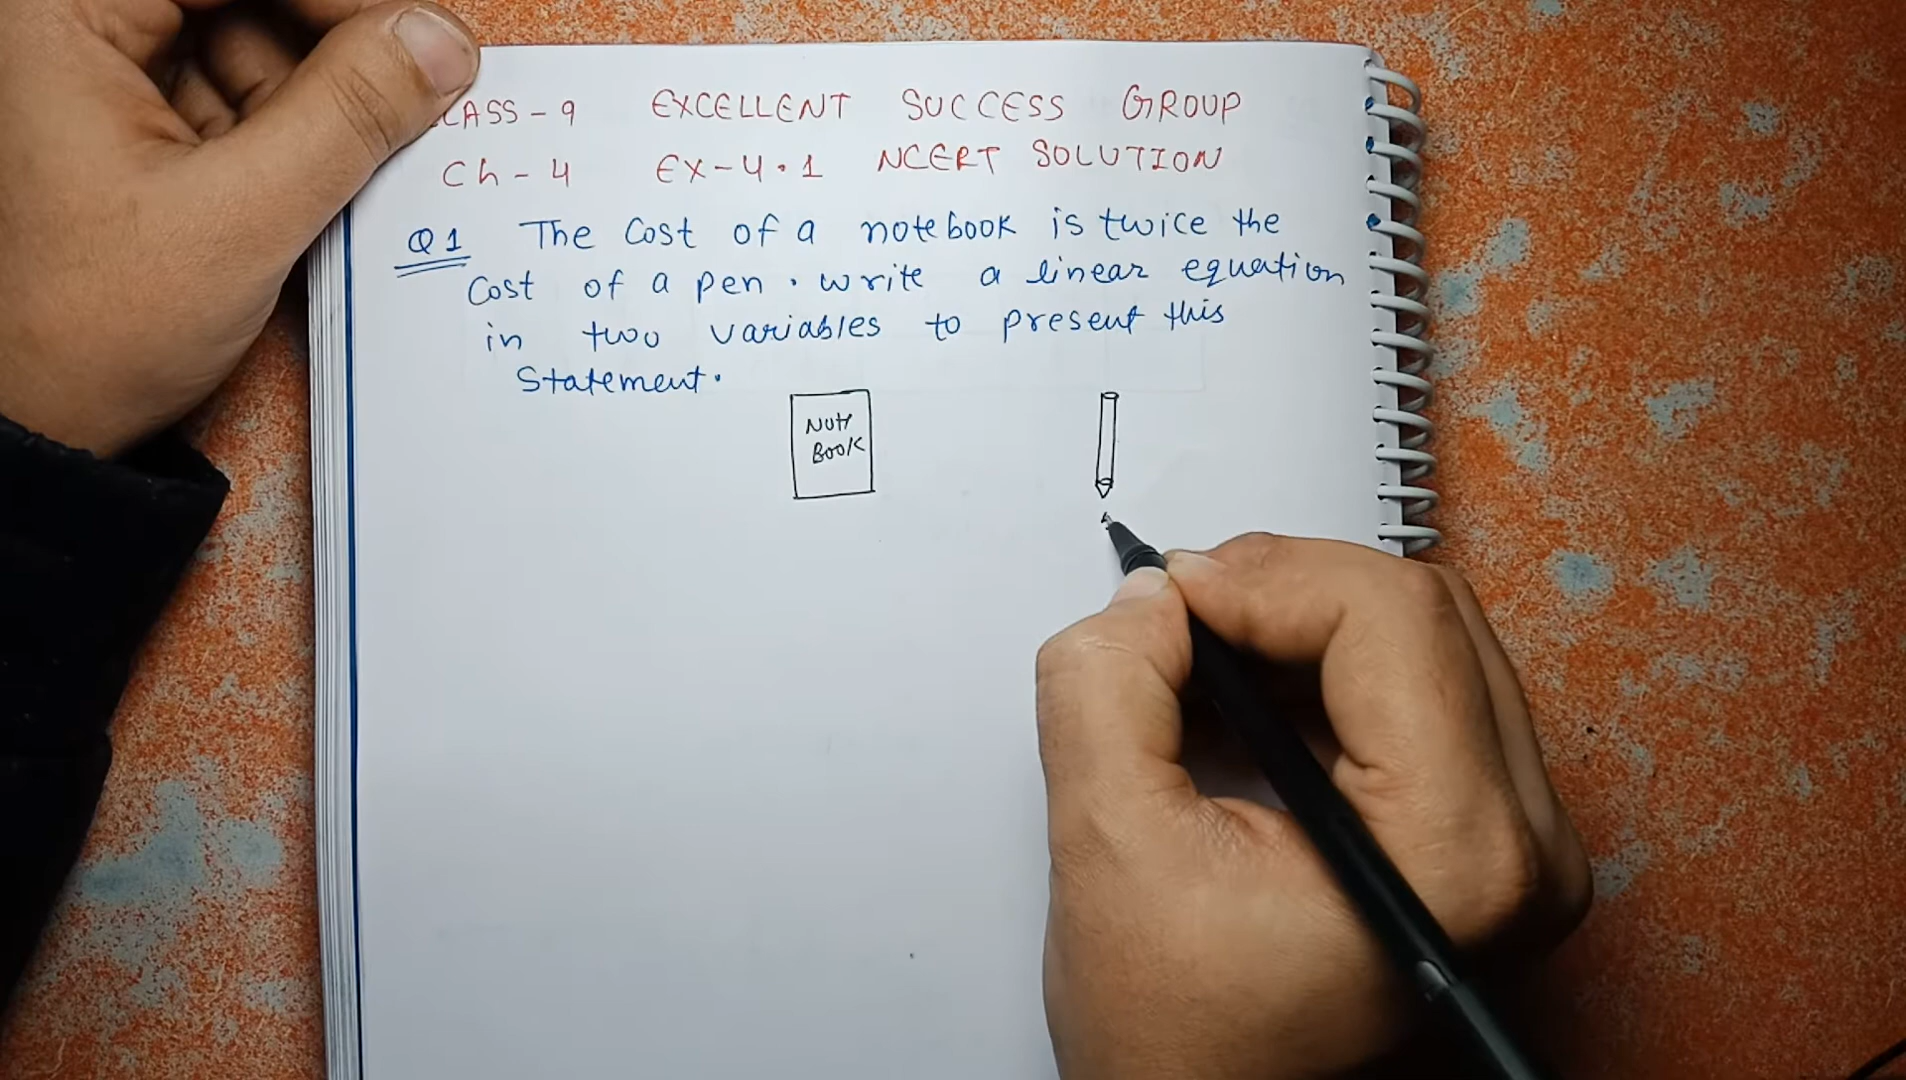 CLASS - 9 EXCELLENT SUCCESS GROUP
Ch - 4 EX - 4.1 NCERT SOLUTION
Q1 The Cost of a notebook is twice the
Cost of a pen. write a linear equation
in two variables to present this
Statement.
Note
Book